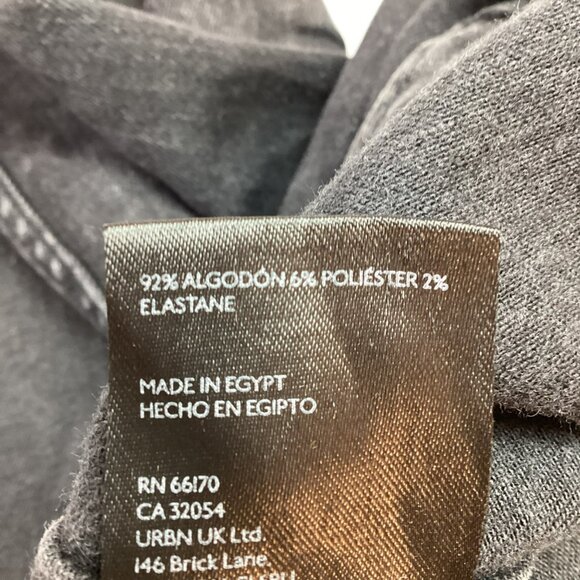 92% ALGODÓN 6% POLIÉSTER 2%
ELASTANE
MADE IN EGYPT
HECHO EN EGIPTO
RN 66170
CA 32054
URBN UK Ltd.
146 Brick Lane.